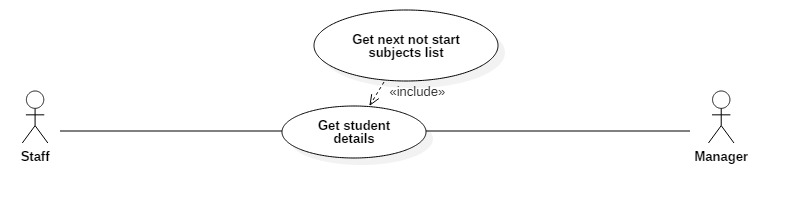 Get next not start
subjects list
«include»
Get student
details
Staff
Manager